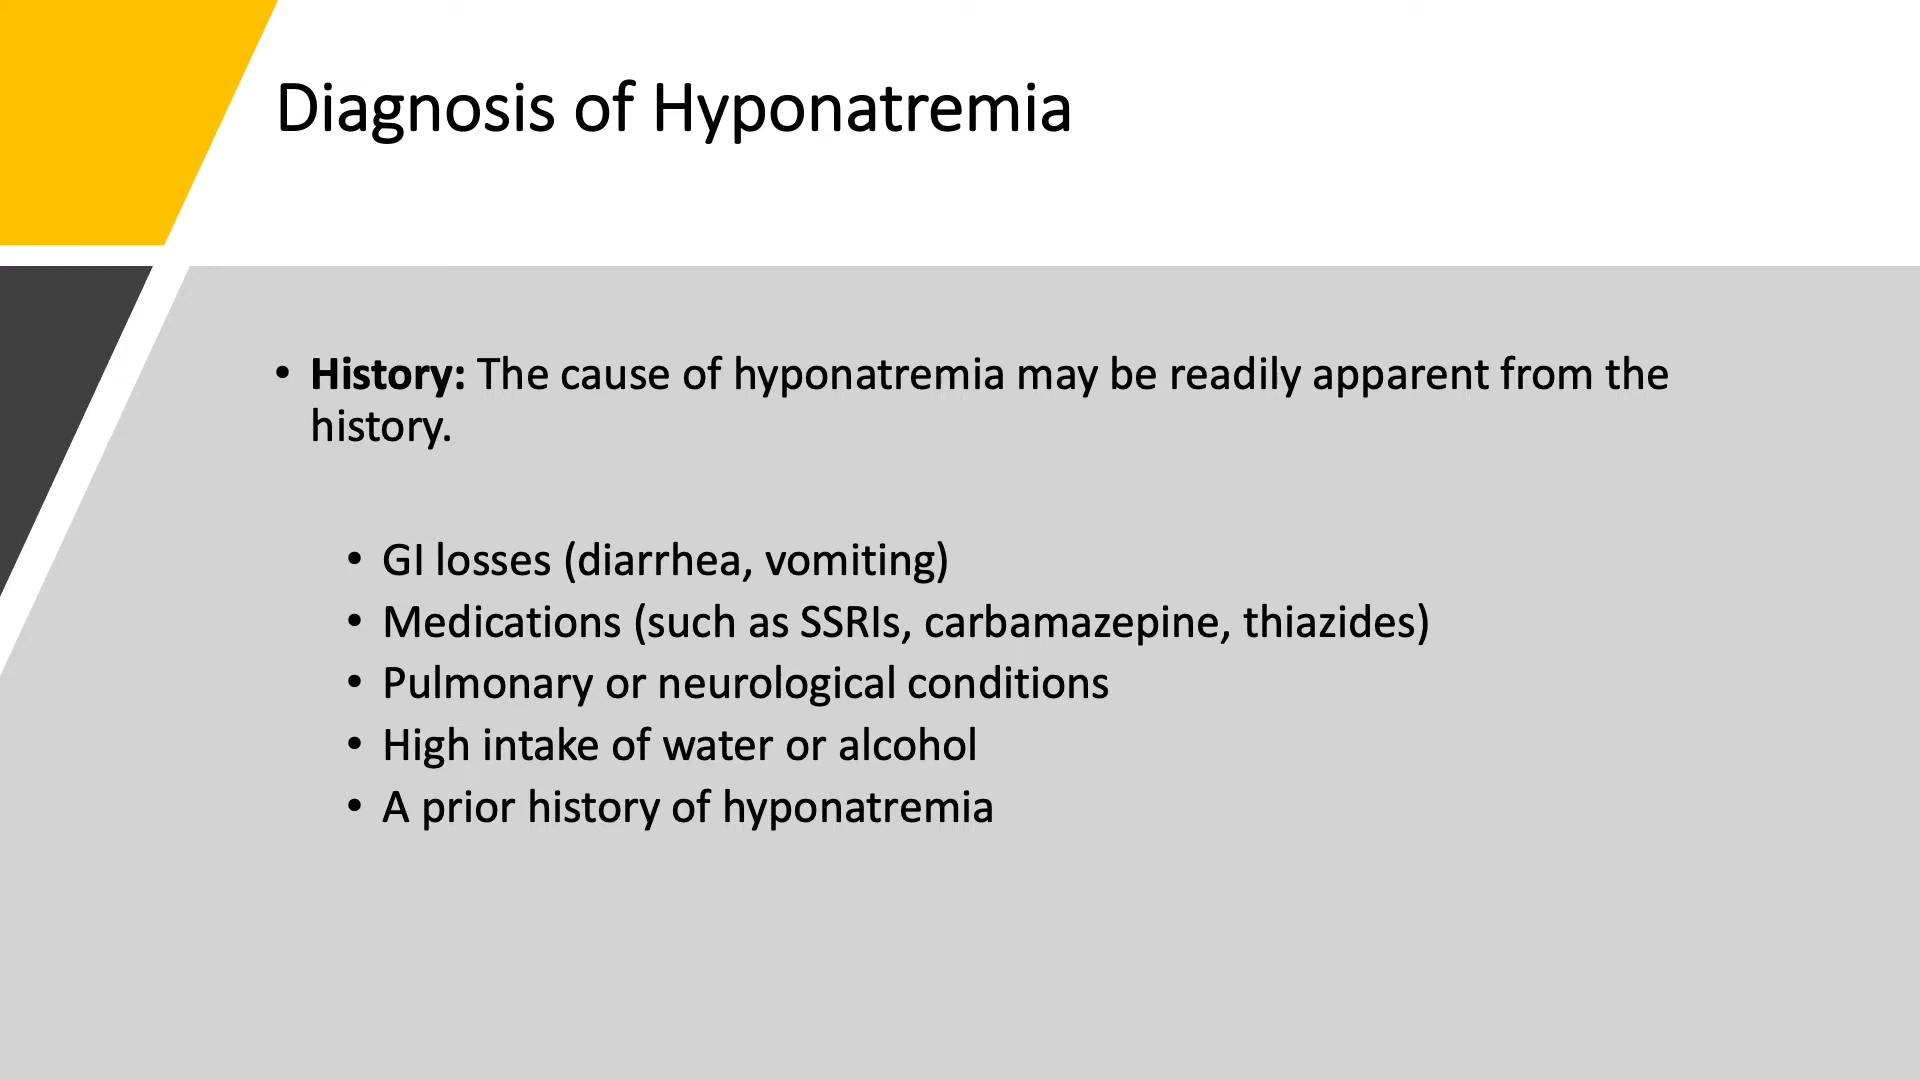 Diagnosis of Hyponatremia
• History: The cause of hyponatremia may be readily apparent from the
history.
• GI losses (diarrhea, vomiting)
• Medications (such as SSRIs, carbamazepine, thiazides)
• Pulmonary or neurological conditions
• High intake of water or alcohol
• A prior history of hyponatremia